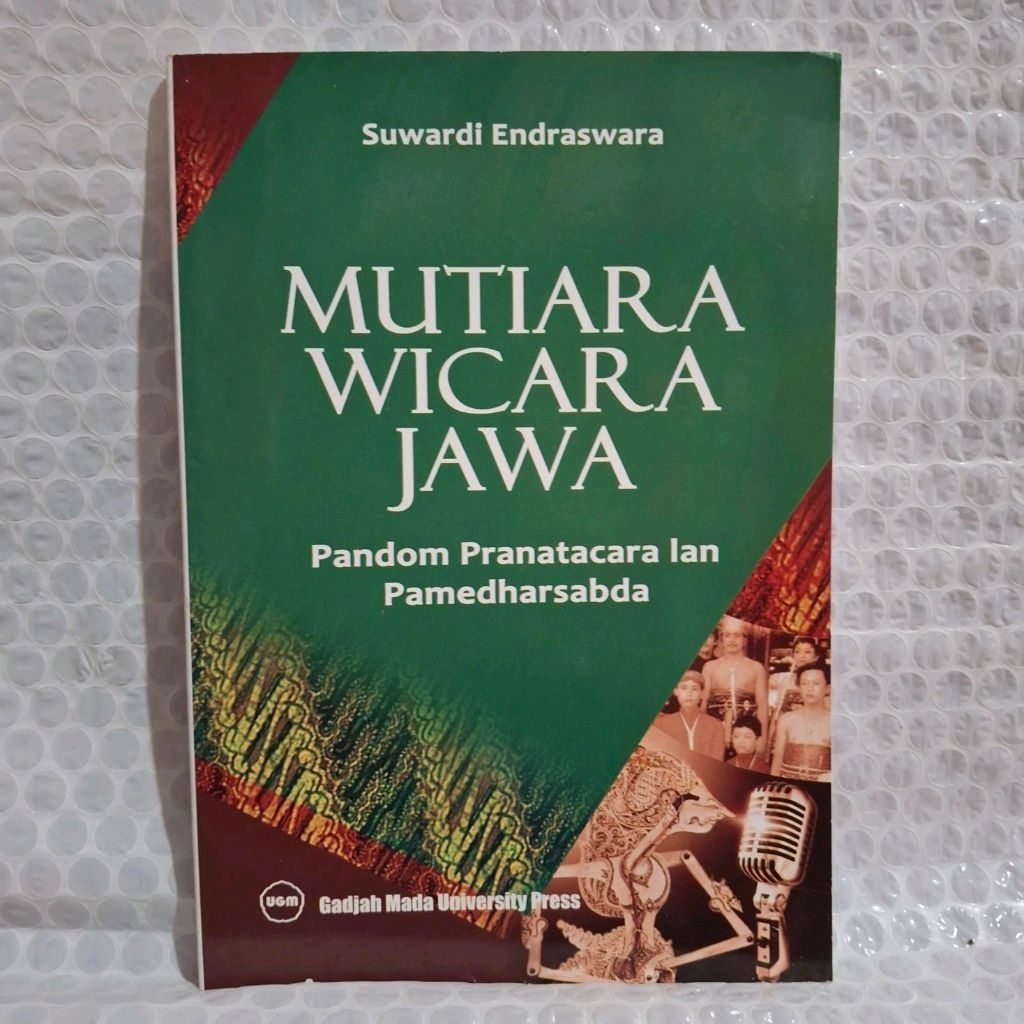 Suwardi Endraswara
MUTIARA
WICARA
JAWA
Pandom Pranatacara lan
Pamedharsabda
UGM Gadjah Mada University Press